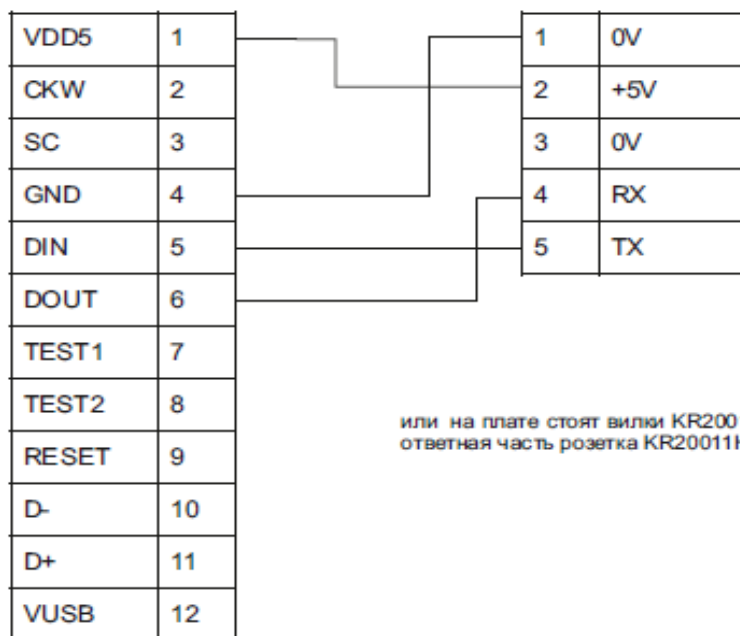 VDD5 1
CKW 2
SC 3
GND 4
DIN 5
DOUT 6
TEST1 7
TEST2 8
RESET 9
D- 10
D+ 11
VUSB 12
1 0V
2 +5V
3 0V
4 RX
5 TX
или на плате стоят вилки KR200
ответная часть розетка KR20011